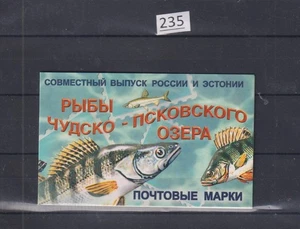 235
СОВМЕСТНЫЙ ВЫПУСК РОССИИ И ЭСТОНИИ
РЫБЫ
ЧУДСКО - ПСКОВСКОГО
ОЗЕРА
ПОЧТОВЫЕ МАРКИ